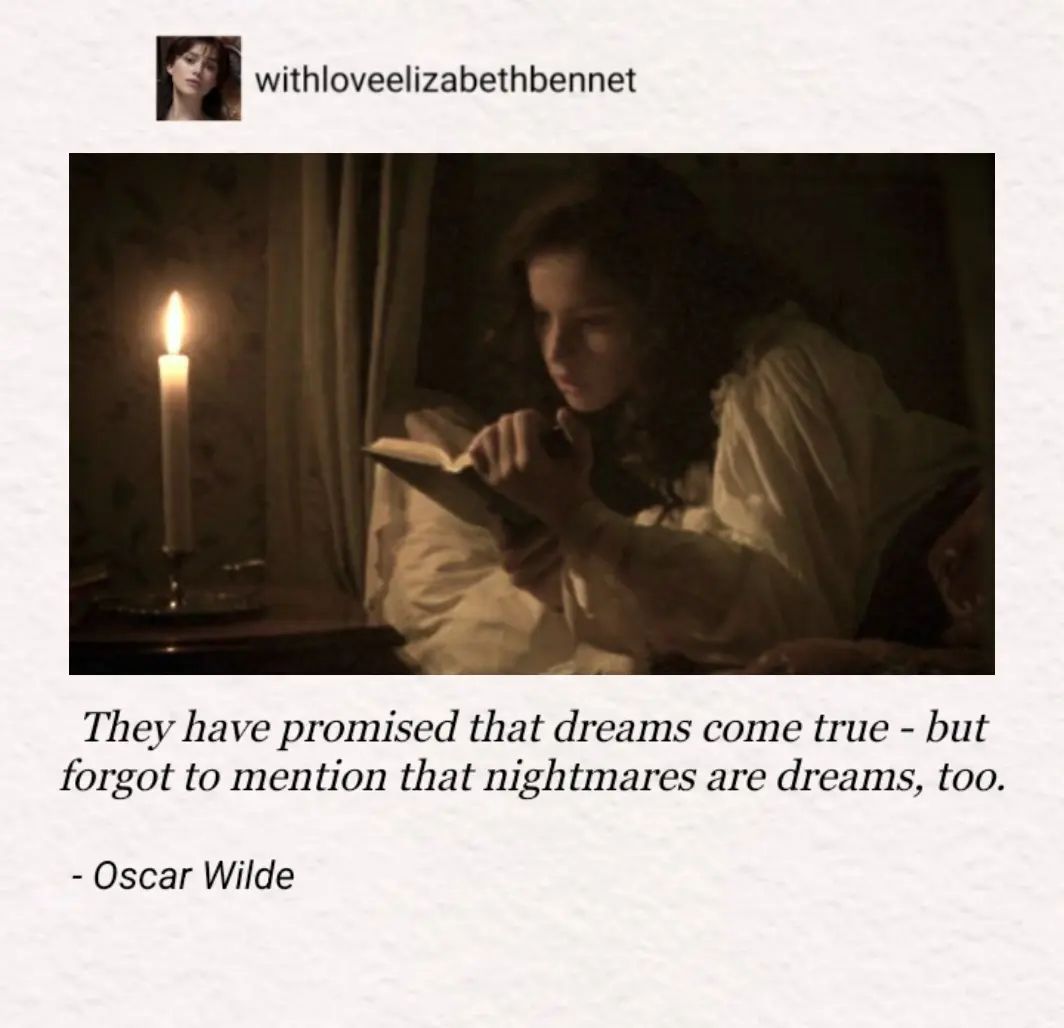 withloveelizabethbennet
They have promised that dreams come true - but
forgot to mention that nightmares are dreams, too.
- Oscar Wilde